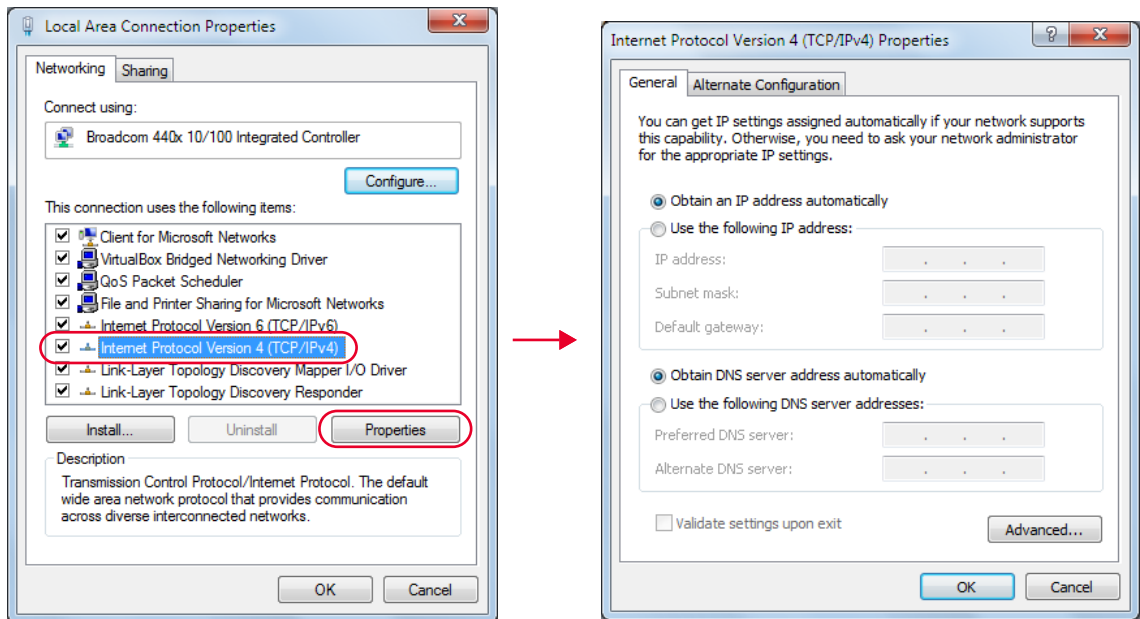 Local Area Connection Properties
Networking
Sharing
Connect using:
Broadcom 440x 10/100 Integrated Controller
Configure...
This connection uses the following items:
Client for Microsoft Networks
VirtualBox Bridged Networking Driver
QoS Packet Scheduler
File and Printer Sharing for Microsoft Networks
Internet Protocol Version 6 (TCP/IPv6)
Internet Protocol Version 4 (TCP/IPv4)
Link-Layer Topology Discovery Mapper I/O Driver
Link-Layer Topology Discovery Responder
Install...
Uninstall
Properties
Description
Transmission Control Protocol/Internet Protocol. The default
wide area network protocol that provides communication
across diverse interconnected networks.
OK
Cancel
Internet Protocol Version 4 (TCP/IPv4) Properties
General
Alternate Configuration
You can get IP settings assigned automatically if your network supports
this capability. Otherwise, you need to ask your network administrator
for the appropriate IP settings.
Obtain an IP address automatically
Use the following IP address:
IP address:
Subnet mask:
Default gateway:
Obtain DNS server address automatically
Use the following DNS server addresses:
Preferred DNS server:
Alternate DNS server:
Validate settings upon exit
Advanced...
OK
Cancel